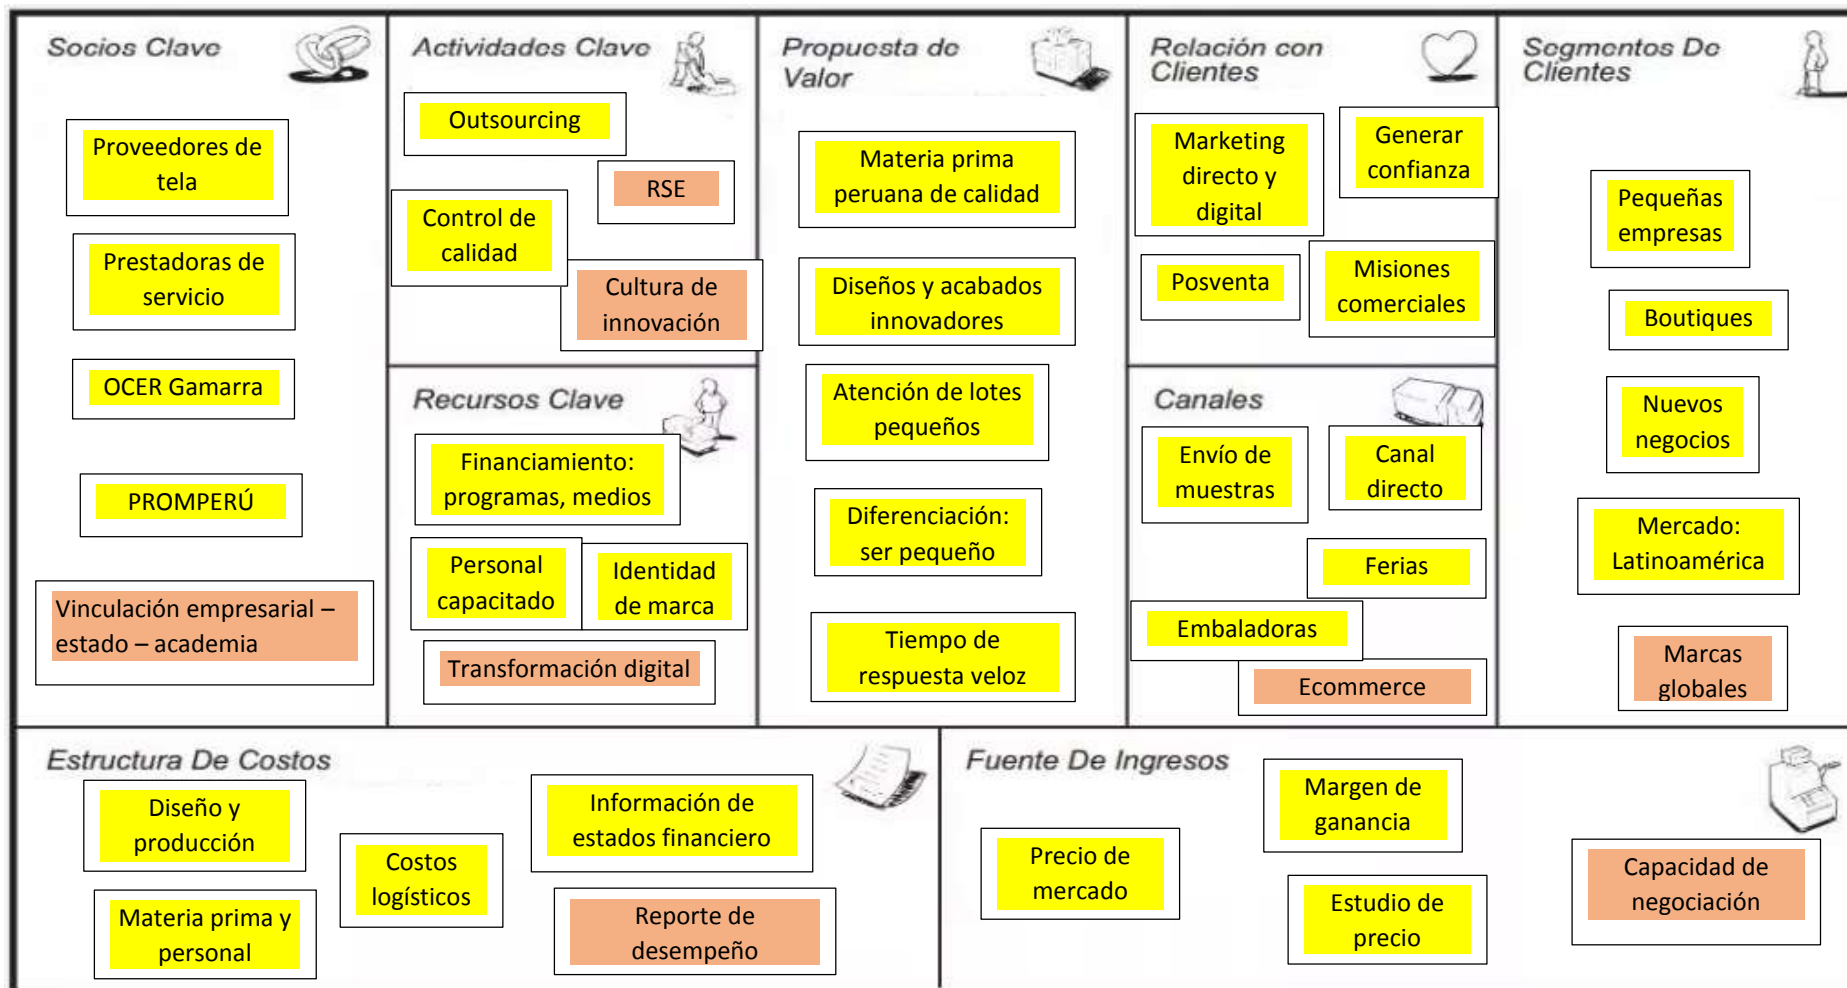 Socios Clave
Proveedores de
tela
Prestadoras de
servicio
OCER Gamarra
PROMPERÚ
Vinculación empresarial –
estado – academia
Actividades Clave
Outsourcing
RSE
Control de
calidad
Cultura de
innovación
Recursos Clave
Financiamiento:
programas, medios
Personal
capacitado
Identidad
de marca
Transformación digital
Propuesta de
Valor
Materia prima
peruana de calidad
Diseños y acabados
innovadores
Atención de lotes
pequeños
Diferenciación:
ser pequeño
Tiempo de
respuesta veloz
Relación con
Clientes
Marketing
directo y
digital
Generar
confianza
Posventa
Misiones
comerciales
Canales
Envío de
muestras
Canal
directo
Ferias
Embaladoras
Ecommerce
Segmentos De
Clientes
Pequeñas
empresas
Boutiques
Nuevos
negocios
Mercado:
Latinoamérica
Marcas
globales
Estructura De Costos
Diseño y
producción
Materia prima y
personal
Costos
logísticos
Información de
estados financiero
Reporte de
desempeño
Fuente De Ingresos
Precio de
mercado
Margen de
ganancia
Estudio de
precio
Capacidad de
negociación